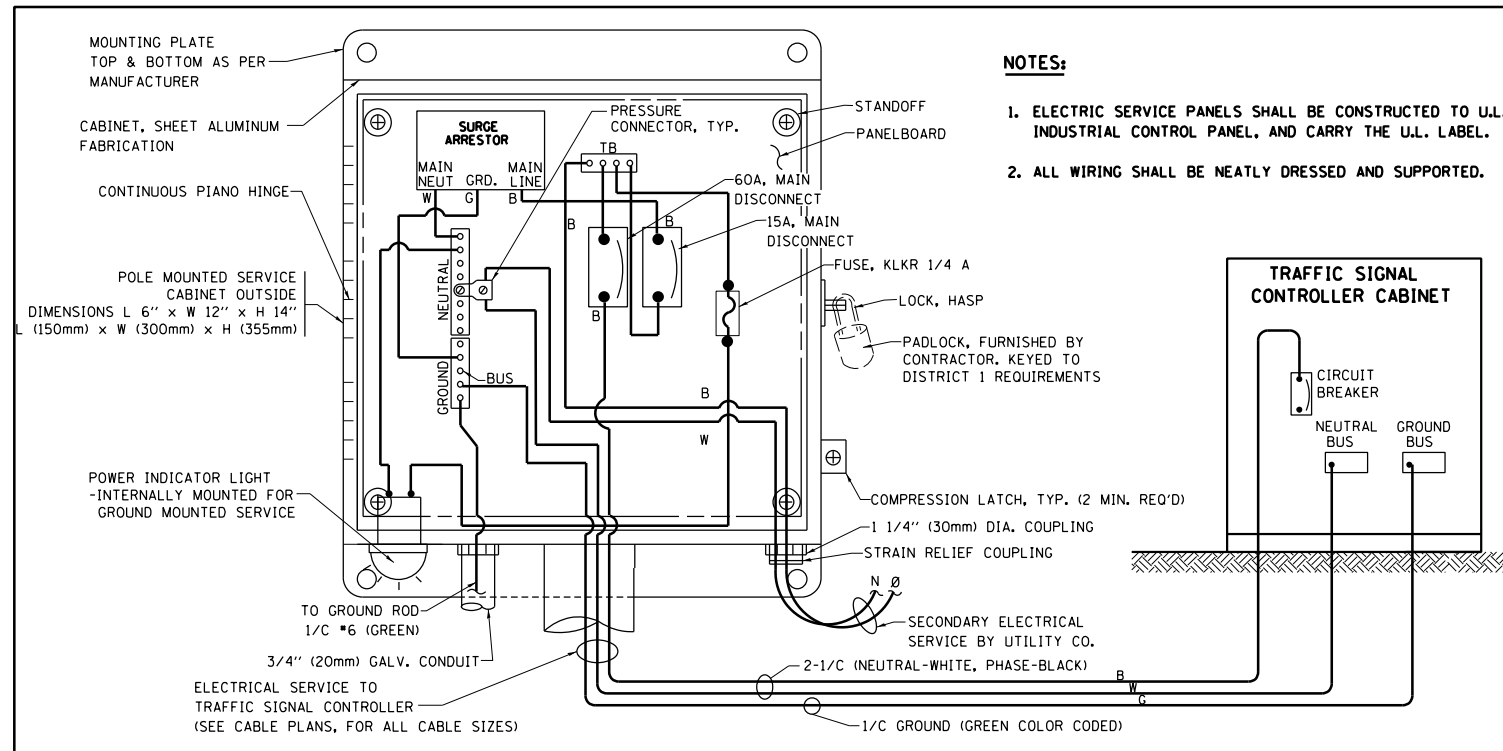 MOUNTING PLATE
TOP & BOTTOM AS PER
MANUFACTURER
CABINET, SHEET ALUMINUM
FABRICATION
CONTINUOUS PIANO HINGE
POLE MOUNTED SERVICE
CABINET OUTSIDE
DIMENSIONS L 6" x W 12" x H 14"
L (150mm) x W (300mm) x H (355mm)
POWER INDICATOR LIGHT
-INTERNALLY MOUNTED FOR
GROUND MOUNTED SERVICE
SURGE
ARRESTOR
MAIN
NEUT
GRD.
MAIN
LINE
W
G
B
PRESSURE
CONNECTOR, TYP.
TB
STANDOFF
PANELBOARD
60A, MAIN
DISCONNECT
15A, MAIN
DISCONNECT
B
B
B
FUSE, KLKR 1/4 A
LOCK, HASP
PADLOCK, FURNISHED BY
CONTRACTOR. KEYED TO
DISTRICT 1 REQUIREMENTS
NEUTRAL
GROUND
BUS
B
W
COMPRESSION LATCH, TYP. (2 MIN. REQ'D)
1 1/4" (30mm) DIA. COUPLING
STRAIN RELIEF COUPLING
N Ø
SECONDARY ELECTRICAL
SERVICE BY UTILITY CO.
TO GROUND ROD
1/C #6 (GREEN)
3/4" (20mm) GALV. CONDUIT
ELECTRICAL SERVICE TO
TRAFFIC SIGNAL CONTROLLER
(SEE CABLE PLANS, FOR ALL CABLE SIZES)
2-1/C (NEUTRAL-WHITE, PHASE-BLACK)
1/C GROUND (GREEN COLOR CODED)
B
W
G
NOTES:
1. ELECTRIC SERVICE PANELS SHALL BE CONSTRUCTED TO U.L.
INDUSTRIAL CONTROL PANEL, AND CARRY THE U.L. LABEL.
2. ALL WIRING SHALL BE NEATLY DRESSED AND SUPPORTED.
TRAFFIC SIGNAL
CONTROLLER CABINET
CIRCUIT
BREAKER
NEUTRAL
BUS
GROUND
BUS